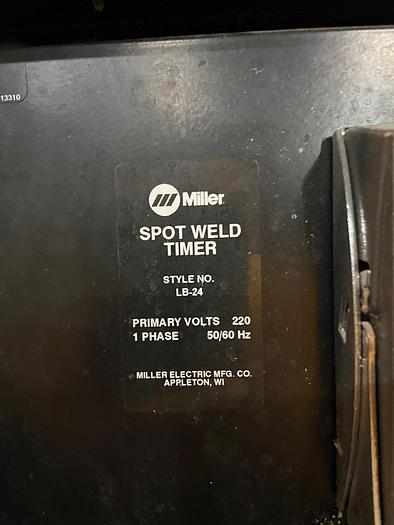 13310
Miller
SPOT WELD
TIMER
STYLE NO.
LB-24
PRIMARY VOLTS 220
1 PHASE 50/60 Hz
MILLER ELECTRIC MFG. CO.
APPLETON, WI